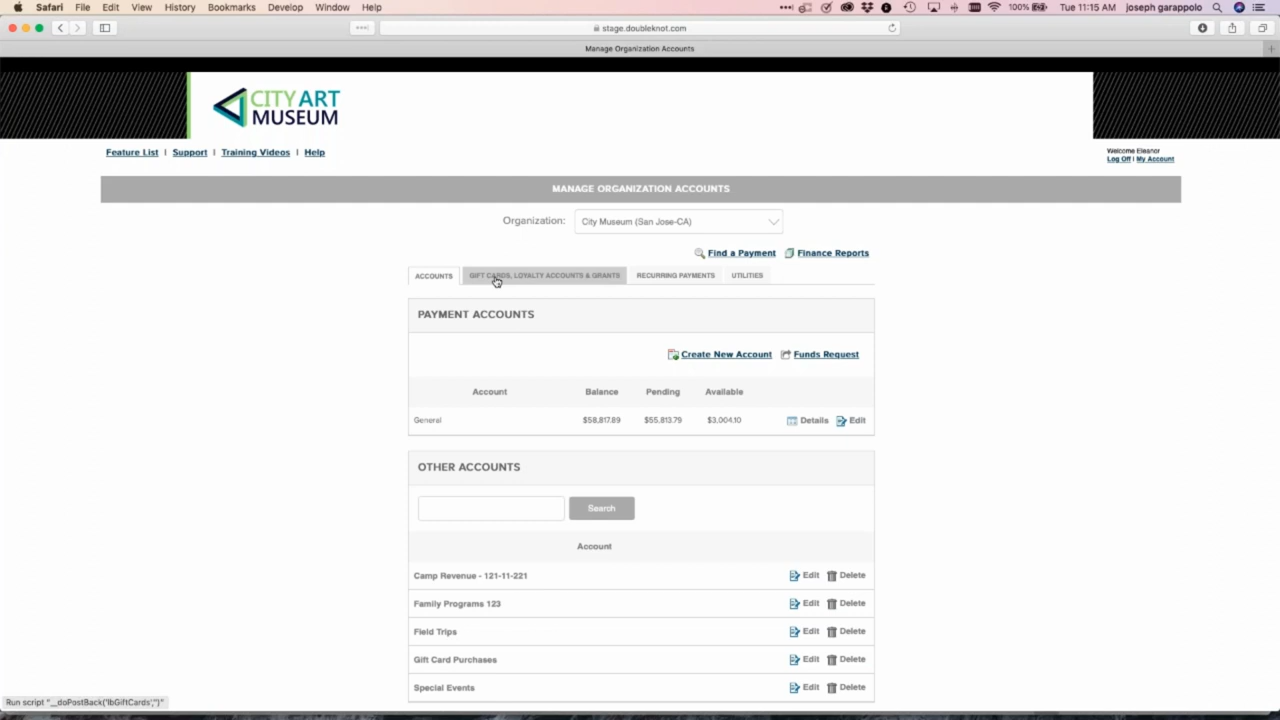 Safari File Edit View History Bookmarks Develop Window Help 100% Tue 11:15 AM joseph garappolo
stage.doubleknot.com
Manage Organization Accounts
CITY ART
MUSEUM
Feature List | Support | Training Videos | Help
Welcome Eleanor
Log Off | My Account
MANAGE ORGANIZATION ACCOUNTS
Organization: City Museum (San Jose-CA)
Find a Payment Finance Reports
ACCOUNTS GIFT CARDS, LOYALTY ACCOUNTS & GRANTS RECURRING PAYMENTS UTILITIES
PAYMENT ACCOUNTS
Create New Account Funds Request
Account Balance Pending Available
General $58,817.89 $55,813.79 $3,004.10 Details Edit
OTHER ACCOUNTS
Search
Account
Camp Revenue - 121-11-221 Edit Delete
Family Programs 123 Edit Delete
Field Trips Edit Delete
Gift Card Purchases Edit Delete
Special Events Edit Delete
Run script "__doPostBack('lbGiftCards','')"